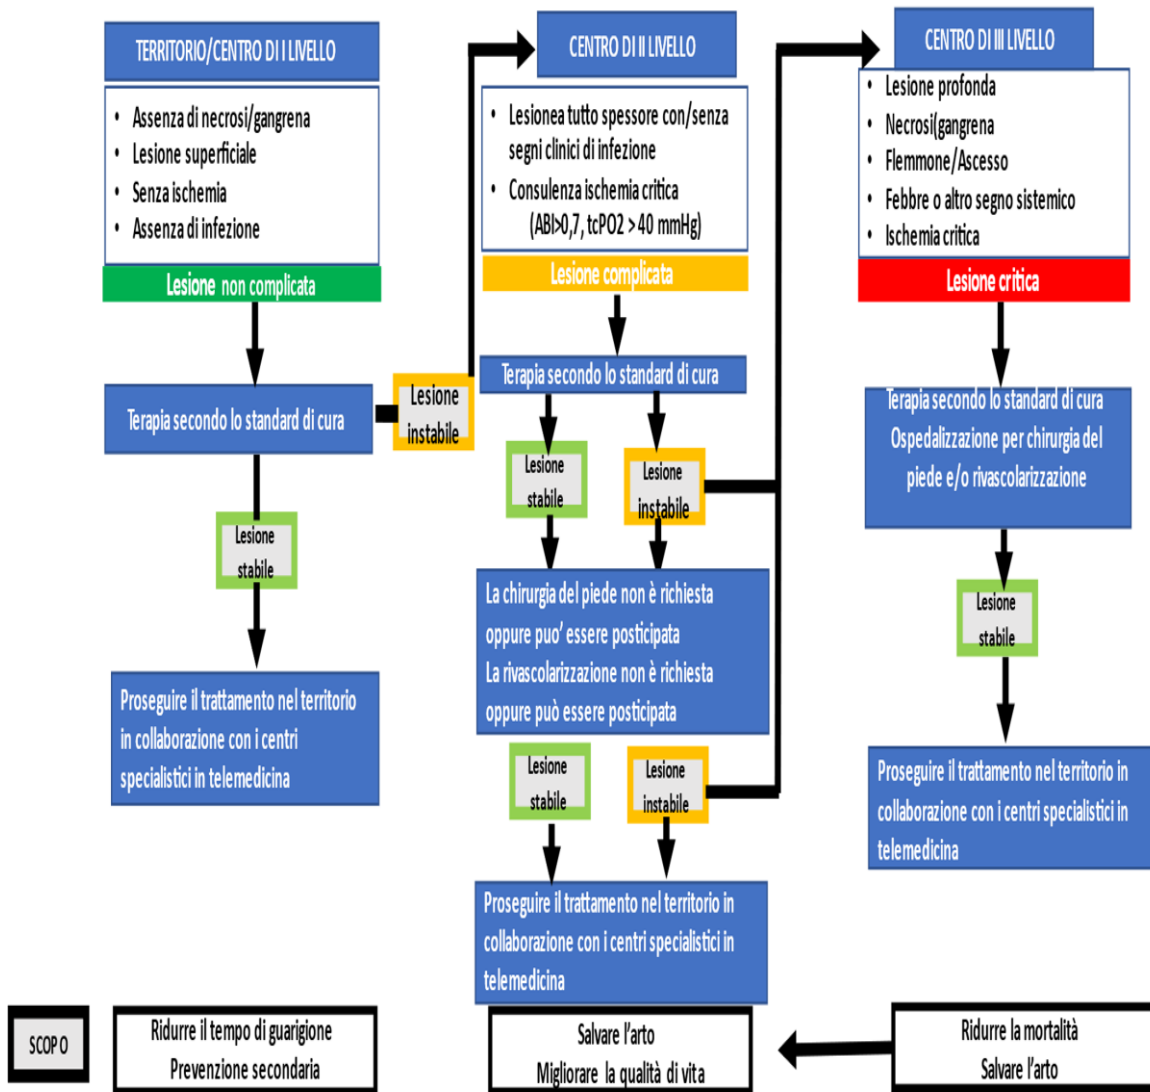 TERRITORIO/CENTRO DI I LIVELLO
• Assenza di necrosi/gangrena
• Lesione superficiale
• Senza ischemia
• Assenza di infezione
Lesione non complicata
Terapia secondo lo standard di cura
Lesione
instabile
Lesione
stabile
Proseguire il trattamento nel territorio
in collaborazione con i centri
specialistici in telemedicina
CENTRO DI II LIVELLO
• Lesionea tutto spessore con/senza
segni clinici di infezione
• Consulenza ischemia critica
(ABI>0,7, tcPO2 > 40 mmHg)
Lesione complicata
Terapia secondo lo standard di cura
Lesione
stabile
Lesione
instabile
La chirurgia del piede non è richiesta
oppure puo' essere posticipata
La rivascolarizzazione non è richiesta
oppure può essere posticipata
Lesione
stabile
Lesione
instabile
Proseguire il trattamento nel territorio in
collaborazione con i centri specialistici in
telemedicina
CENTRO DI III LIVELLO
• Lesione profonda
• Necrosi(gangrena
• Flemmone/Ascesso
• Febbre o altro segno sistemico
• Ischemia critica
Lesione critica
Terapia secondo lo standard di cura
Ospedalizzazione per chirurgia del
piede e/o rivascolarizzazione
Lesione
stabile
Proseguire il trattamento nel territorio in
collaborazione con i centri specialistici in
telemedicina
SCOPO
Ridurre il tempo di guarigione
Prevenzione secondaria
Salvare l'arto
Migliorare la qualità di vita
Ridurre la mortalità
Salvare l'arto